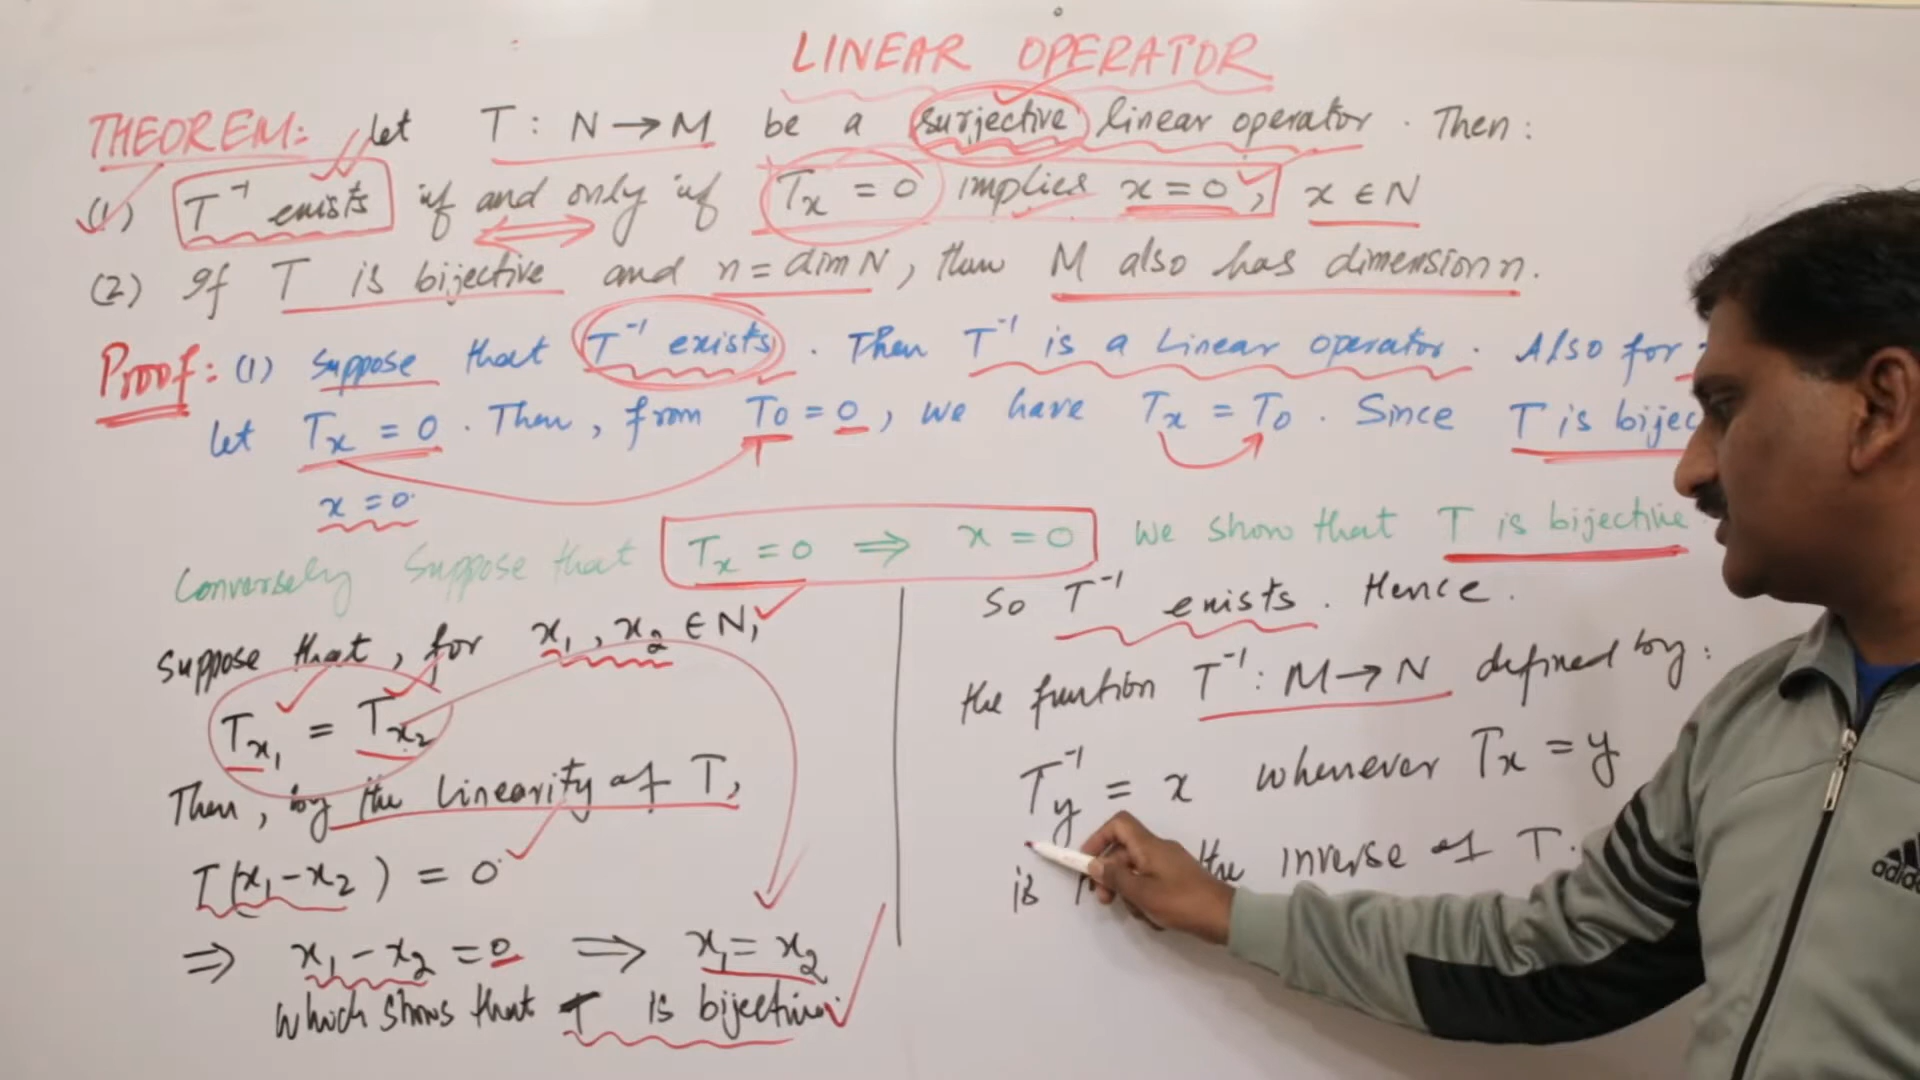 LINEAR OPERATOR
THEOREM: let T : N → M be a surjective linear operator. Then:
(1) T⁻¹ exists if and only if Tx = 0 implies x = 0, x ∈ N
(2) If T is bijective and n = dim N, then M also has dimension n.
Proof: (1) Suppose that T⁻¹ exists. Then T⁻¹ is a Linear operator. Also for
let Tx = 0. Then, from T0 = 0, we have Tx = T0. Since T is bijec
x = 0
Conversely Suppose that Tx = 0 ⇒ x = 0 We show that T is bijective
Suppose that, for x₁, x₂ ∈ N,
Tx₁ = Tx₂
Then, by the linearity of T,
T(x₁-x₂) = 0
⇒ x₁-x₂ = 0 ⇒ x₁ = x₂
which shows that T is bijective
So T⁻¹ exists. Hence.
the function T⁻¹: M → N defined by:
T⁻¹y = x whenever Tx = y
is the inverse of T.
adidas